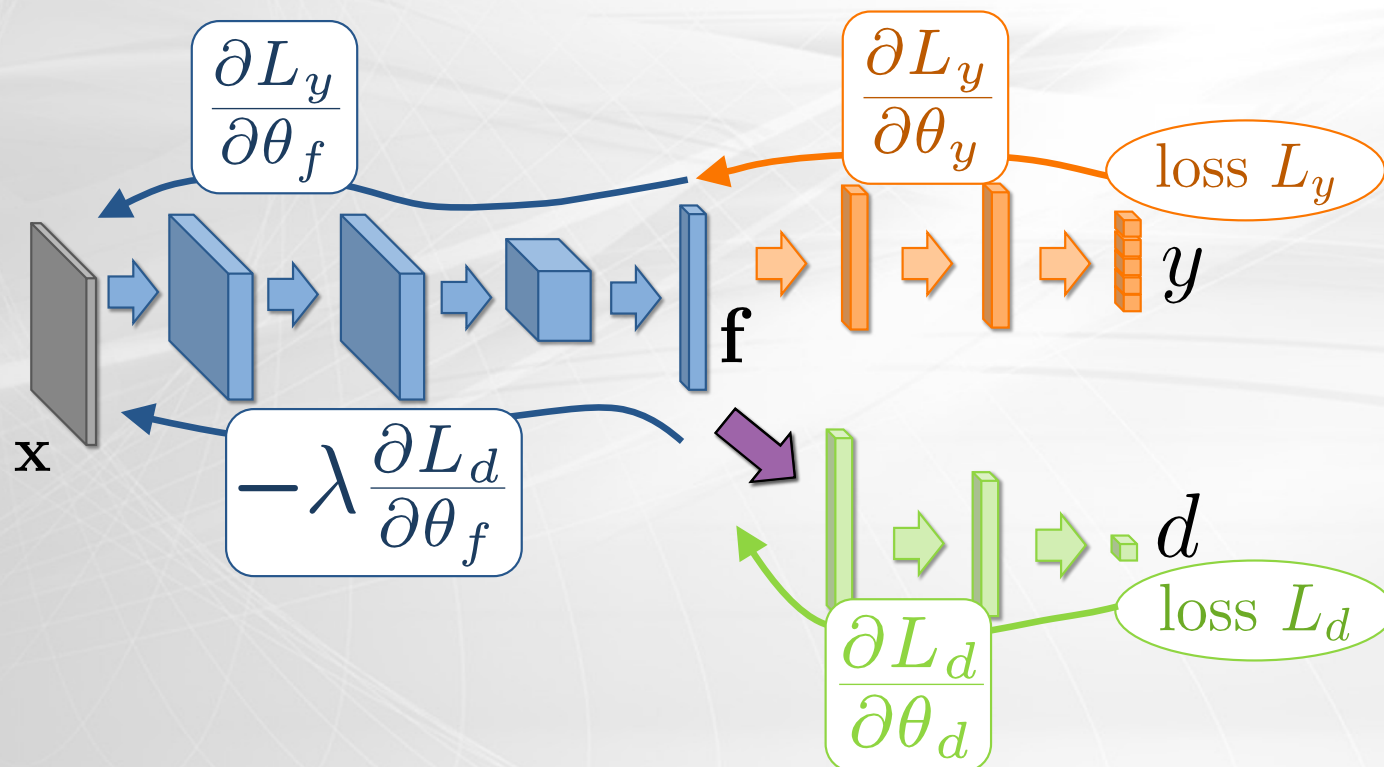 ∂L_y
∂θ_f
∂L_y
∂θ_y
loss L_y
y
f
x
−λ ∂L_d
∂θ_f
d
loss L_d
∂L_d
∂θ_d